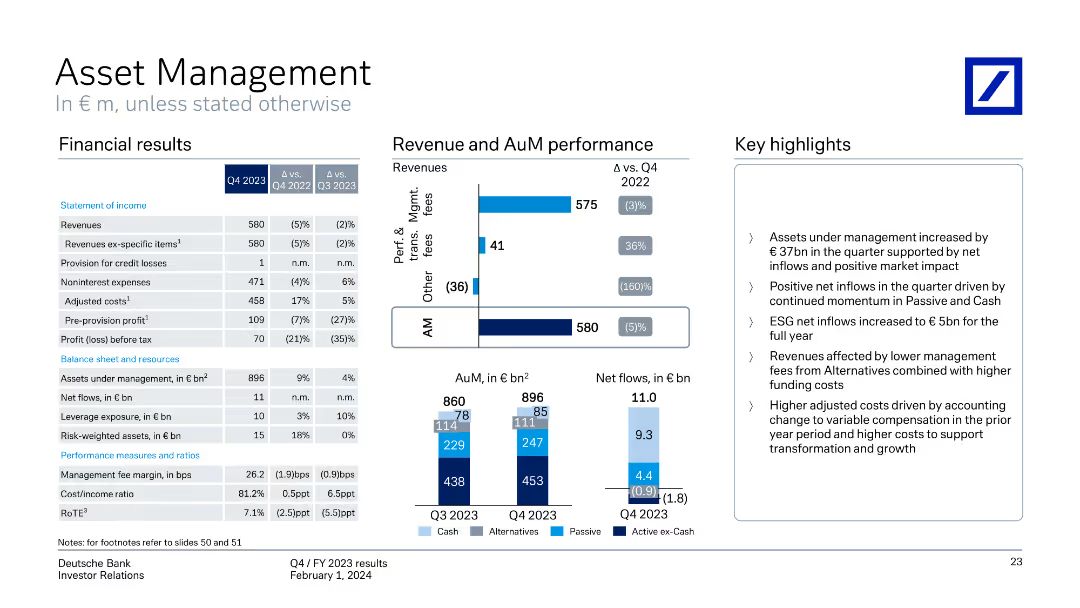 Asset Management
In € m, unless stated otherwise
Financial results
Q4 2023 Δ vs. Q4 2022 Δ vs. Q3 2023
Statement of income
Revenues 580 (5)% (2)%
Revenues ex-specific items1 580 (5)% (2)%
Provision for credit losses 1 n.m. n.m.
Noninterest expenses 471 (4)% 6%
Adjusted costs1 458 17% 5%
Pre-provision profit1 109 (7)% (27)%
Profit (loss) before tax 70 (21)% (35)%
Balance sheet and resources
Assets under management, in € bn2 896 9% 4%
Net flows, in € bn 11 n.m. n.m.
Leverage exposure, in € bn 10 3% 10%
Risk-weighted assets, in € bn 15 18% 0%
Performance measures and ratios
Management fee margin, in bps 26.2 (1.9)bps (0.9)bps
Cost/income ratio 81.2% 0.5ppt 6.5ppt
RoTE3 7.1% (2.5)ppt (5.5)ppt
Revenue and AuM performance
Revenues Δ vs. Q4 2022
Mgmt. fees 575 (3)%
Perf. & trans. fees 41 36%
Other (36) (160)%
AM 580 (5)%
AuM, in € bn2
860 896
78 85
114 111
229 247
438 453
Q3 2023 Q4 2023
Net flows, in € bn
11.0
9.3
4.4
(0.9)
(1.8)
Q4 2023
Cash Alternatives Passive Active ex-Cash
Key highlights
〉 Assets under management increased by
€ 37bn in the quarter supported by net
inflows and positive market impact
〉 Positive net inflows in the quarter driven by
continued momentum in Passive and Cash
〉 ESG net inflows increased to € 5bn for the
full year
〉 Revenues affected by lower management
fees from Alternatives combined with higher
funding costs
〉 Higher adjusted costs driven by accounting
change to variable compensation in the prior
year period and higher costs to support
transformation and growth
Notes: for footnotes refer to slides 50 and 51
Deutsche Bank
Investor Relations
Q4 / FY 2023 results
February 1, 2024
23